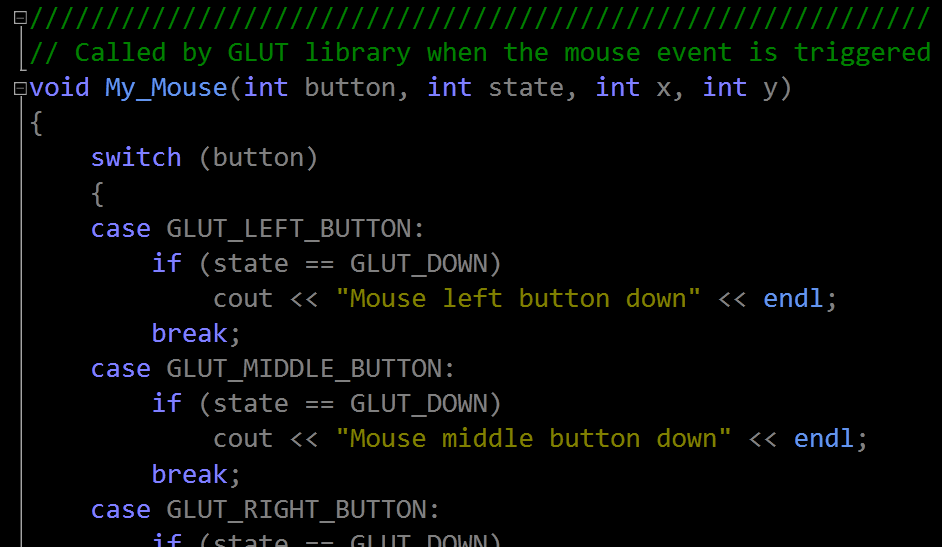 ///////////////////////////////////////////////////////////
// Called by GLUT library when the mouse event is triggered
void My_Mouse(int button, int state, int x, int y)
{
    switch (button)
    {
    case GLUT_LEFT_BUTTON:
        if (state == GLUT_DOWN)
            cout << "Mouse left button down" << endl;
        break;
    case GLUT_MIDDLE_BUTTON:
        if (state == GLUT_DOWN)
            cout << "Mouse middle button down" << endl;
        break;
    case GLUT_RIGHT_BUTTON:
        if (state == GLUT_DOWN)